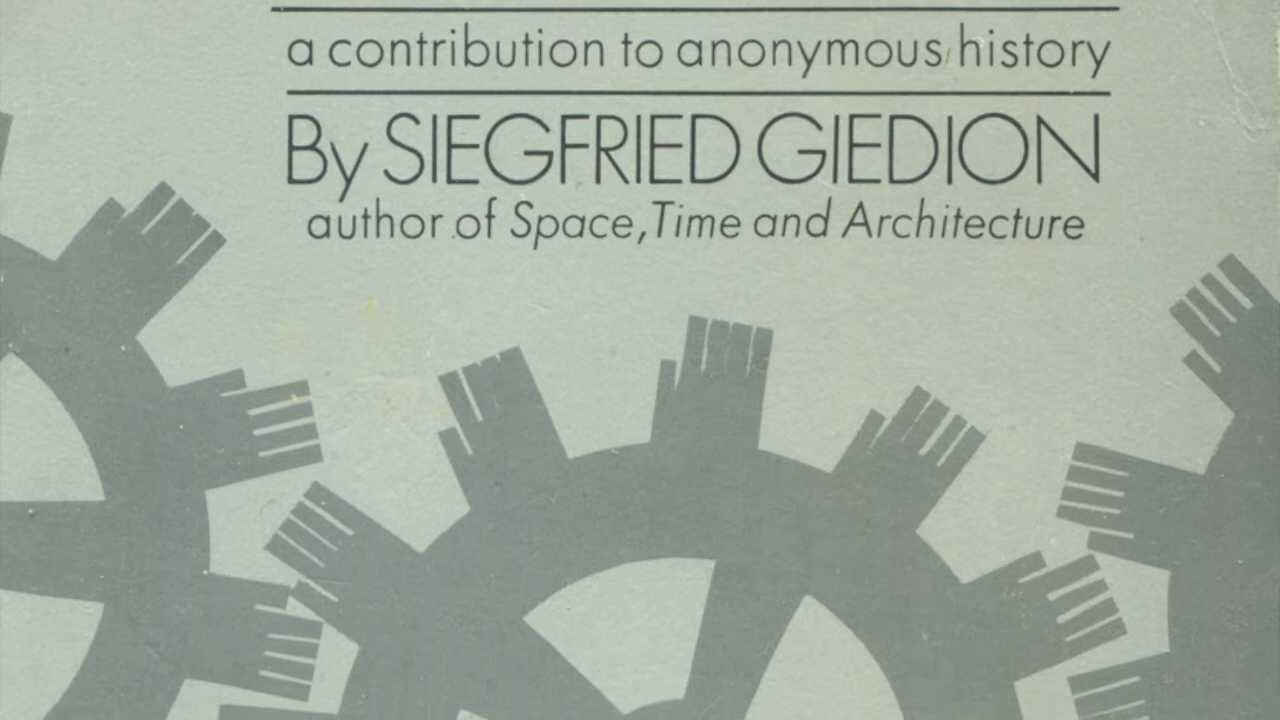 a contribution to anonymous history
By SIEGFRIED GIEDION
author of Space, Time and Architecture